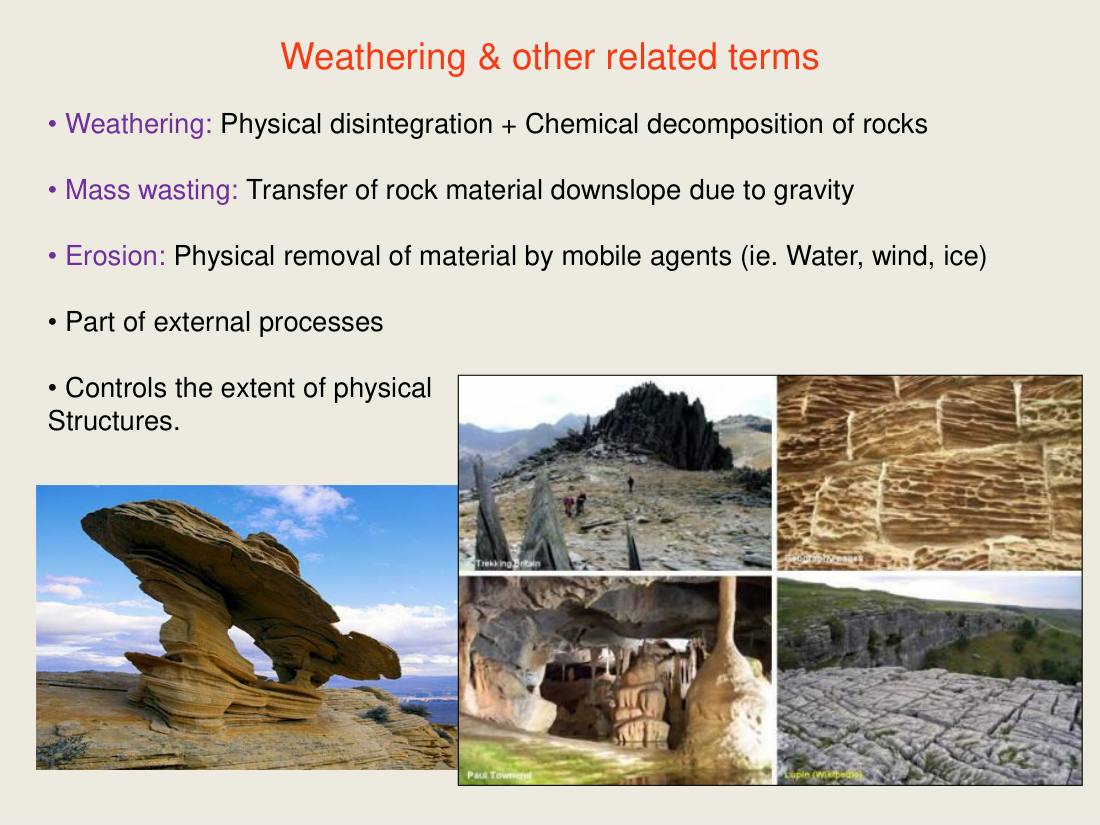 Weathering & other related terms
• Weathering: Physical disintegration + Chemical decomposition of rocks
• Mass wasting: Transfer of rock material downslope due to gravity
• Erosion: Physical removal of material by mobile agents (ie. Water, wind, ice)
• Part of external processes
• Controls the extent of physical
Structures.
Trekking Britain
Paul Townend
Lupin (Wikipedia)